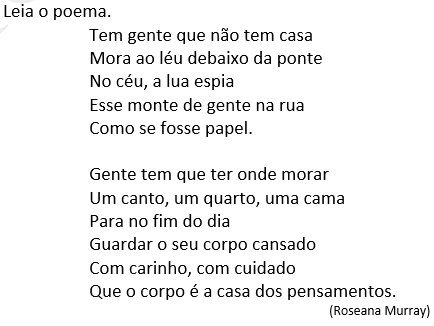 Leia o poema.
Tem gente que não tem casa
Mora ao léu debaixo da ponte
No céu, a lua espia
Esse monte de gente na rua
Como se fosse papel.
Gente tem que ter onde morar
Um canto, um quarto, uma cama
Para no fim do dia
Guardar o seu corpo cansado
Com carinho, com cuidado
Que o corpo é a casa dos pensamentos.
(Roseana Murray)